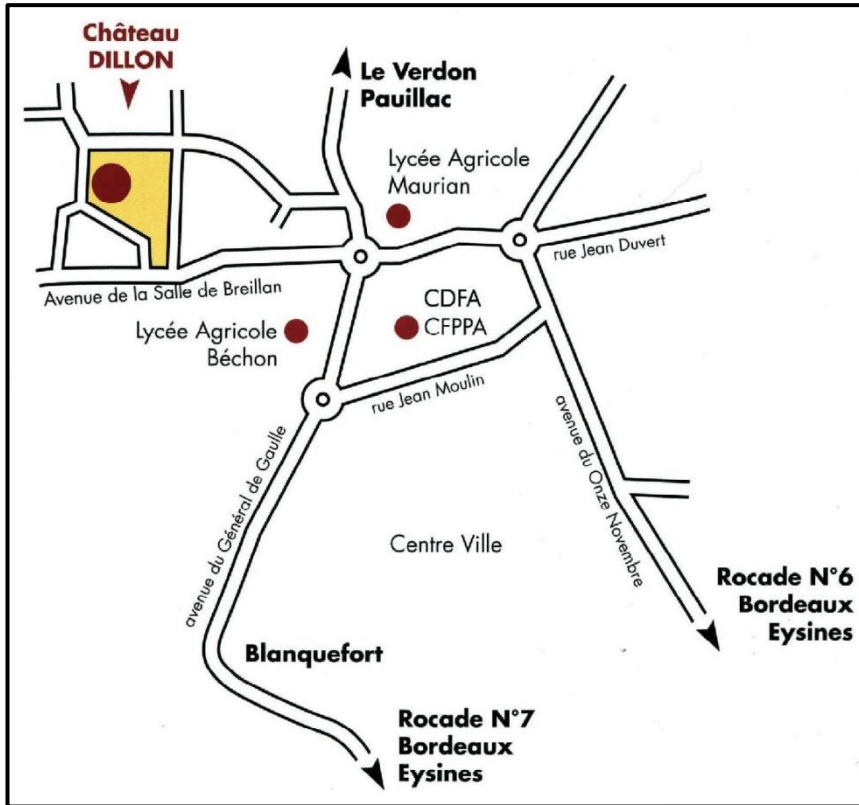 Château
DILLON
Le Verdon
Pauillac
Lycée Agricole
Maurian
rue Jean Duvert
Avenue de la Salle de Breillan
CDFA
CFPPA
Lycée Agricole
Béchon
rue Jean Moulin
avenue du Général de Gaulle
avenue du Onze Novembre
Centre Ville
Rocade N°6
Bordeaux
Eysines
Blanquefort
Rocade N°7
Bordeaux
Eysines